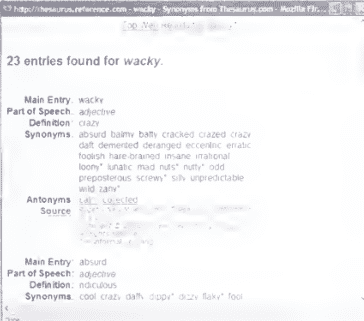 http://thesaurus.reference.com - wacky - Synonyms from Thesaurus.com - Mozilla Fir...
23 entries found for wacky.
Main Entry: wacky
Part of Speech: adjective
Definition: crazy
Synonyms: absurd balmy batty cracked crazed crazy
daft demented deranged eccentric erratic
foolish hare-brained insane irrational
loony* lunatic mad nuts* nutty* odd
preposterous screwy* silly unpredictable
wild zany*
Antonyms
Source
Main Entry: absurd
Part of Speech: adjective
Definition: ridiculous
Synonyms: cool crazy daffy dippy* dizzy flaky* fool